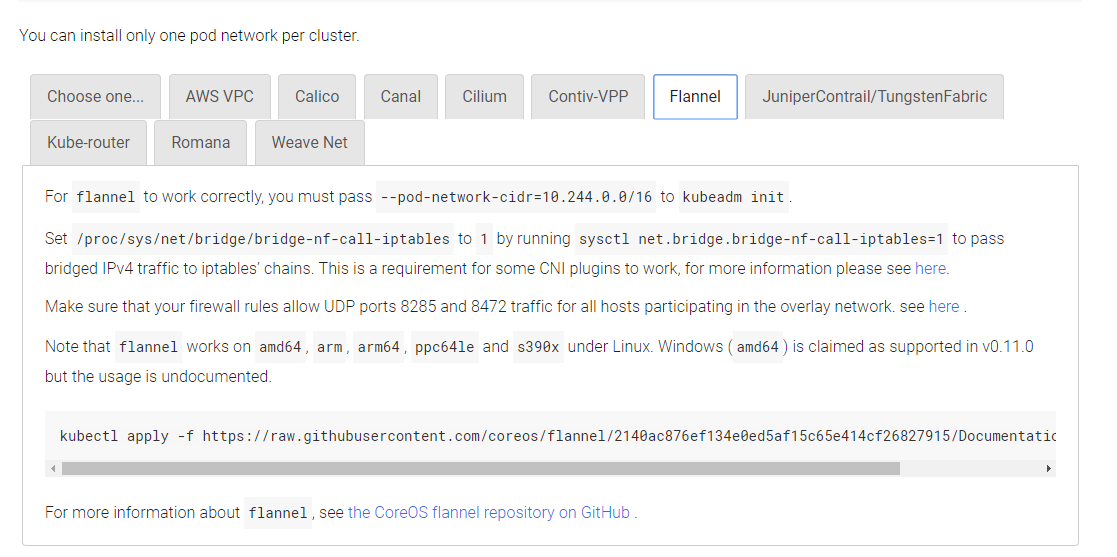 You can install only one pod network per cluster.
Choose one... AWS VPC Calico Canal Cilium Contiv-VPP Flannel JuniperContrail/TungstenFabric
Kube-router Romana Weave Net
For flannel to work correctly, you must pass --pod-network-cidr=10.244.0.0/16 to kubeadm init.
Set /proc/sys/net/bridge/bridge-nf-call-iptables to 1 by running sysctl net.bridge.bridge-nf-call-iptables=1 to pass
bridged IPv4 traffic to iptables' chains. This is a requirement for some CNI plugins to work, for more information please see here.
Make sure that your firewall rules allow UDP ports 8285 and 8472 traffic for all hosts participating in the overlay network. see here .
Note that flannel works on amd64, arm, arm64, ppc64le and s390x under Linux. Windows (amd64) is claimed as supported in v0.11.0
but the usage is undocumented.
kubectl apply -f https://raw.githubusercontent.com/coreos/flannel/2140ac876ef134e0ed5af15c65e414cf26827915/Documentatic
For more information about flannel, see the CoreOS flannel repository on GitHub .